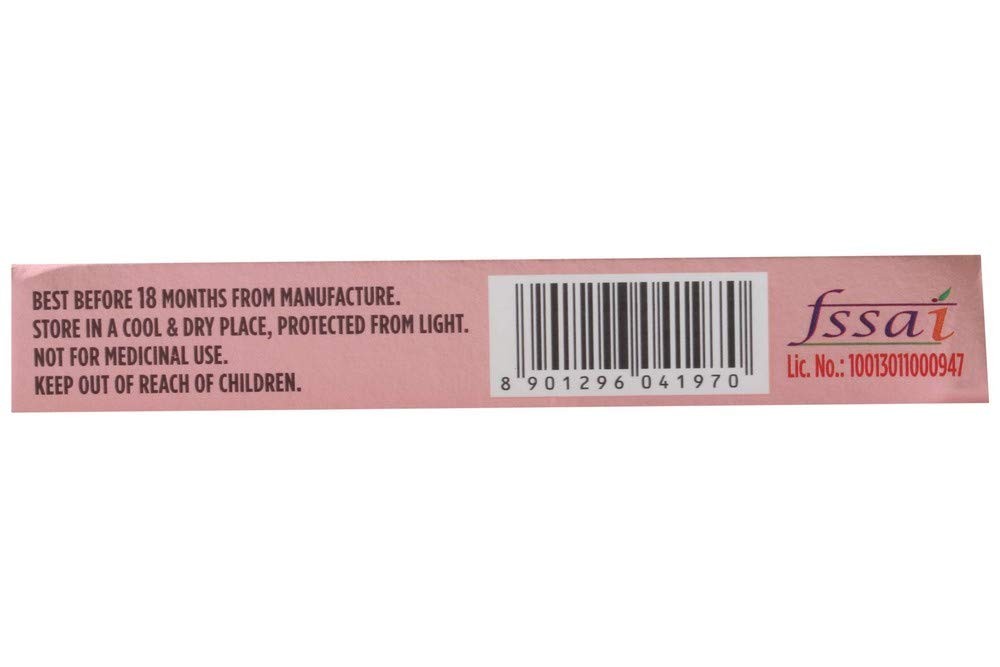 BEST BEFORE 18 MONTHS FROM MANUFACTURE.
STORE IN A COOL & DRY PLACE, PROTECTED FROM LIGHT.
NOT FOR MEDICINAL USE.
KEEP OUT OF REACH OF CHILDREN.
8 901296 041970
fssai
Lic. No.: 10013011000947